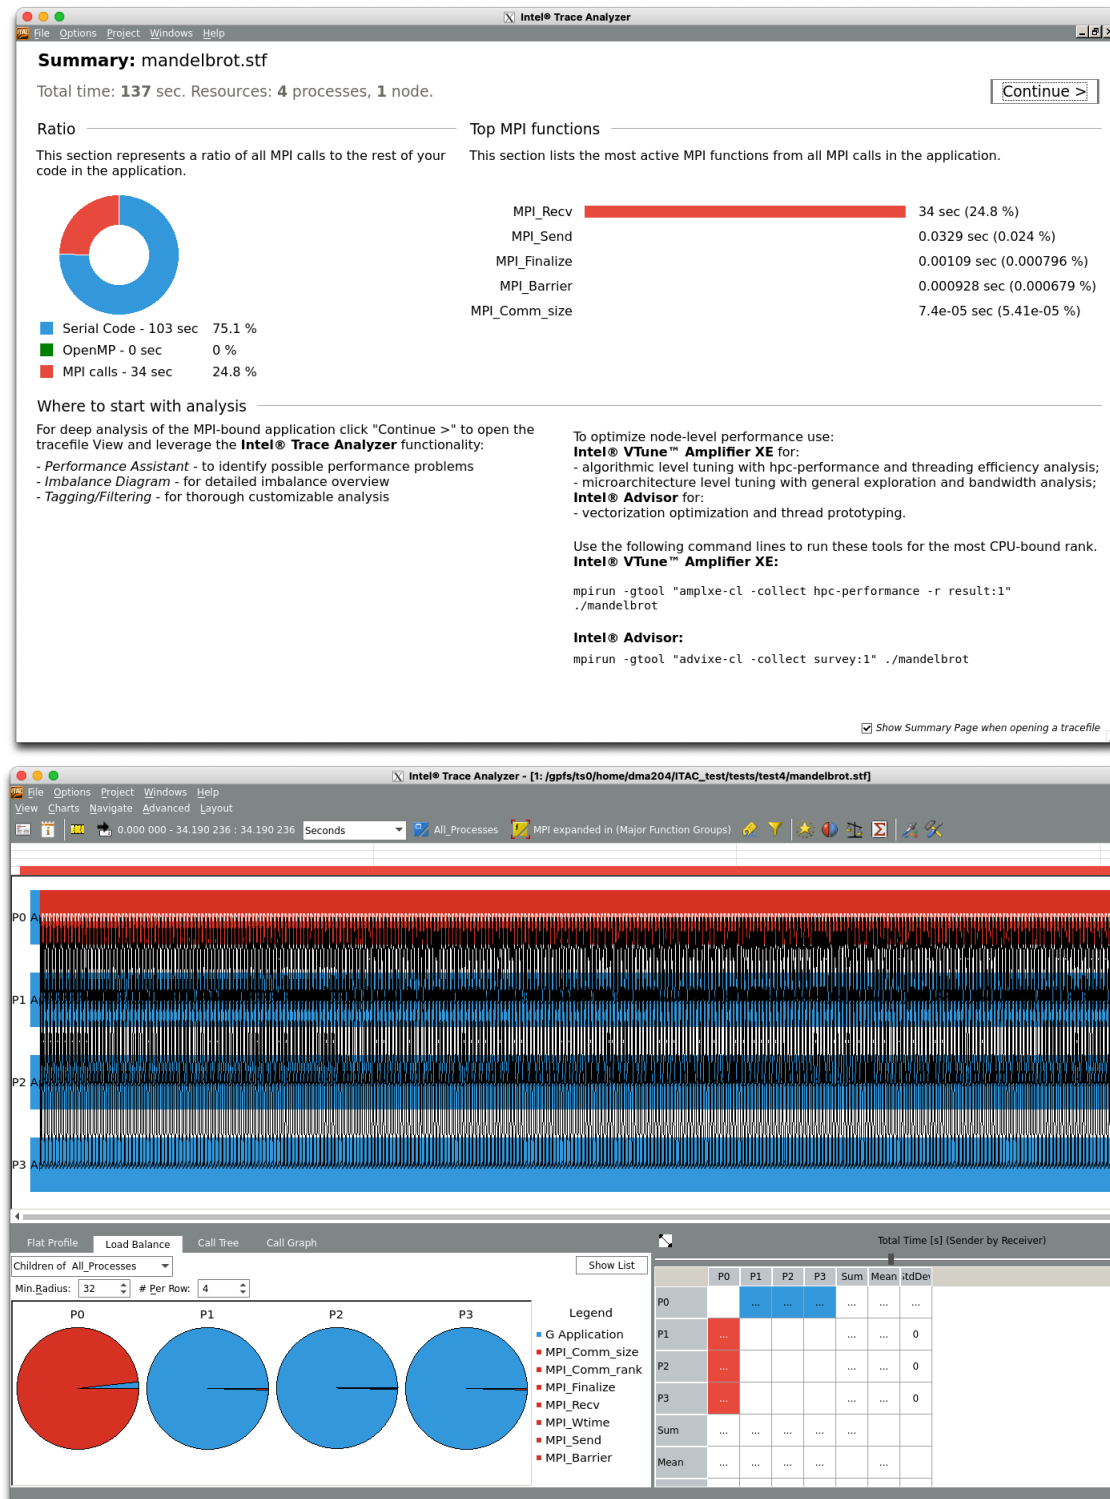 Intel® Trace Analyzer
File Options Project Windows Help
Summary: mandelbrot.stf
Total time: 137 sec. Resources: 4 processes, 1 node.
Continue >
Ratio
This section represents a ratio of all MPI calls to the rest of your
code in the application.
Serial Code - 103 sec 75.1 %
OpenMP - 0 sec 0 %
MPI calls - 34 sec 24.8 %
Top MPI functions
This section lists the most active MPI functions from all MPI calls in the application.
MPI_Recv 34 sec (24.8 %)
MPI_Send 0.0329 sec (0.024 %)
MPI_Finalize 0.00109 sec (0.000796 %)
MPI_Barrier 0.000928 sec (0.000679 %)
MPI_Comm_size 7.4e-05 sec (5.41e-05 %)
Where to start with analysis
For deep analysis of the MPI-bound application click "Continue >" to open the
tracefile View and leverage the Intel® Trace Analyzer functionality:
- Performance Assistant - to identify possible performance problems
- Imbalance Diagram - for detailed imbalance overview
- Tagging/Filtering - for thorough customizable analysis
To optimize node-level performance use:
Intel® VTune™ Amplifier XE for:
- algorithmic level tuning with hpc-performance and threading efficiency analysis;
- microarchitecture level tuning with general exploration and bandwidth analysis;
Intel® Advisor for:
- vectorization optimization and thread prototyping.
Use the following command lines to run these tools for the most CPU-bound rank.
Intel® VTune™ Amplifier XE:
mpirun -gtool "amplxe-cl -collect hpc-performance -r result:1"
./mandelbrot
Intel® Advisor:
mpirun -gtool "advixe-cl -collect survey:1" ./mandelbrot
Show Summary Page when opening a tracefile
Intel® Trace Analyzer - [1: /gpfs/ts0/home/dma204/ITAC_test/tests/test4/mandelbrot.stf]
File Options Project Windows Help
View Charts Navigate Advanced Layout
0.000 000 - 34.190 236 : 34.190 236 Seconds All_Processes MPI expanded in (Major Function Groups)
P0 A
P1 A
P2 A
P3 A
Flat Profile Load Balance Call Tree Call Graph
Children of All_Processes
Show List
Min.Radius: 32 # Per Row: 4
P0 P1 P2 P3
Legend
G Application
MPI_Comm_size
MPI_Comm_rank
MPI_Finalize
MPI_Recv
MPI_Wtime
MPI_Send
MPI_Barrier
Total Time [s] (Sender by Receiver)
P0 P1 P2 P3 Sum Mean StdDev
P0 ... ... ... ... ... ...
P1 ... ... ... 0
P2 ... ... ... 0
P3 ... ... ... 0
Sum ... ... ... ... ...
Mean ... ... ... ... ...